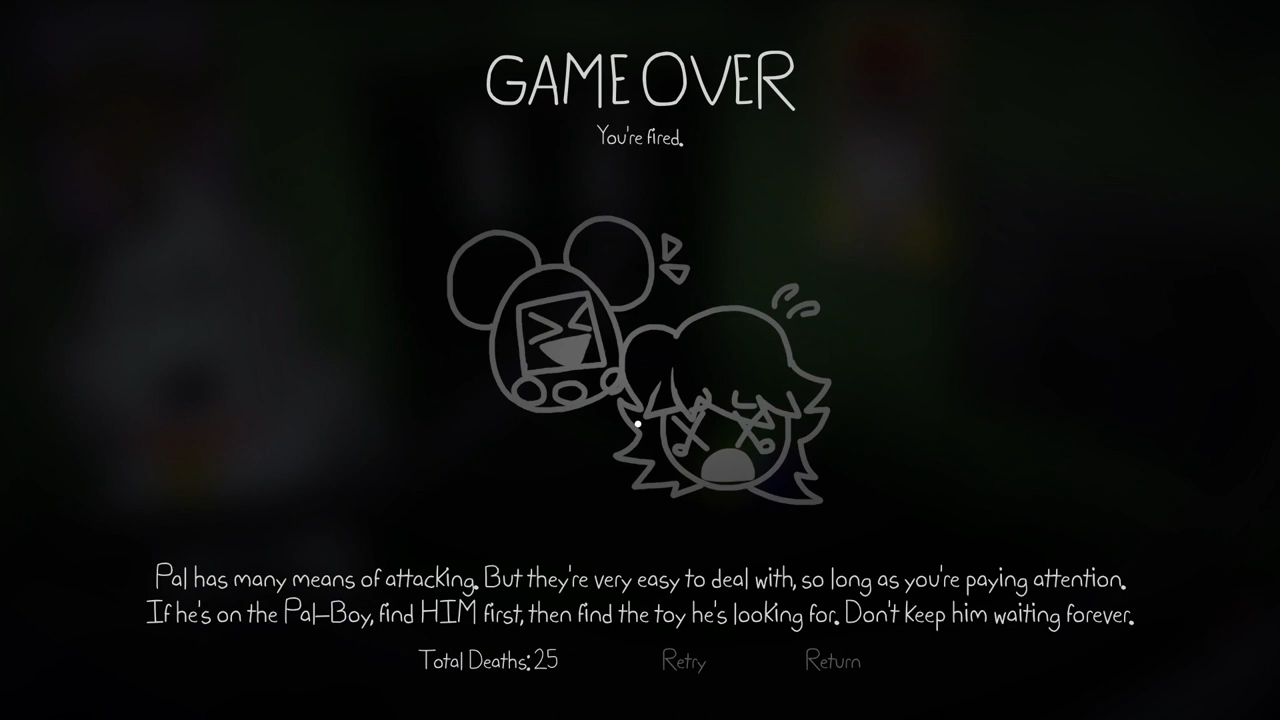 GAME OVER
You're fired.
Pal has many means of attacking. But they're very easy to deal with, so long as you're paying attention.
If he's on the Pal-Boy, find HIM first, then find the toy he's looking for. Don't keep him waiting forever.
Total Deaths: 25 Retry Return